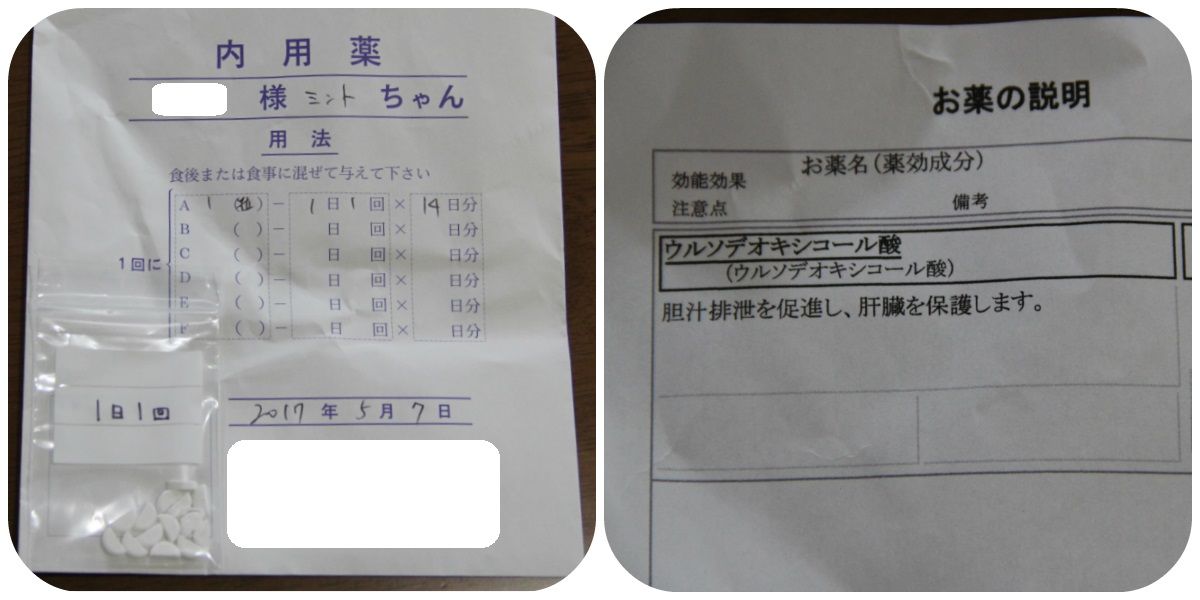 内用薬
様 ミント ちゃん
用法
食後または食事に混ぜて与えて下さい
1回に
A 1 (粒) − 1日1回 × 14日分
B ( ) − 日 回 × 日分
C ( ) − 日 回 × 日分
D ( ) − 日 回 × 日分
E ( ) − 日 回 × 日分
F ( ) − 日 回 × 日分
1日1回
2017年5月7日
お薬の説明
お薬名(薬効成分)
効能効果
注意点
備考
ウルソデオキシコール酸
(ウルソデオキシコール酸)
胆汁排泄を促進し、肝臓を保護します。